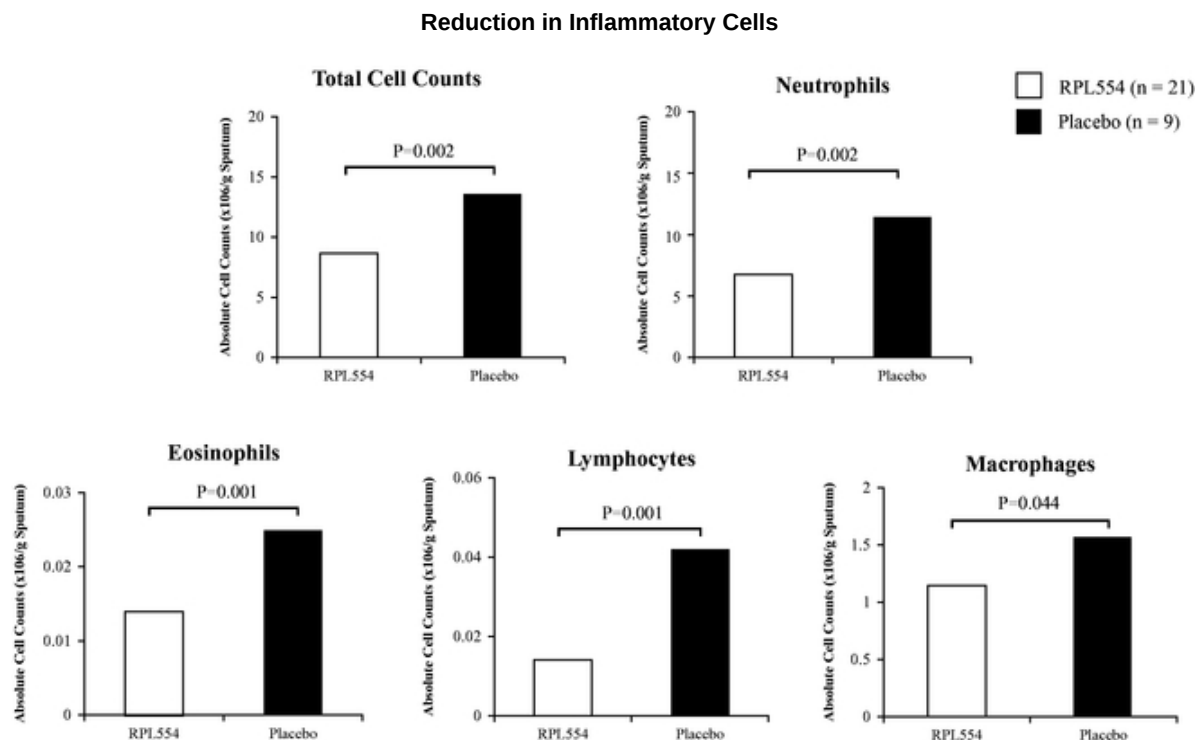 Reduction in Inflammatory Cells
Total Cell Counts
Absolute Cell Counts (x106/g Sputum)
20
15
10
5
0
P=0.002
RPL554 Placebo
Neutrophils
Absolute Cell Counts (x106/g Sputum)
20
15
10
5
0
P=0.002
RPL554 Placebo
RPL554 (n = 21)
Placebo (n = 9)
Eosinophils
Absolute Cell Counts (x106/g Sputum)
0.03
0.02
0.01
0
P=0.001
RPL554 Placebo
Lymphocytes
Absolute Cell Counts (x106/g Sputum)
0.06
0.04
0.02
0
P=0.001
RPL554 Placebo
Macrophages
Absolute Cell Counts (x106/g Sputum)
2
1.5
1
0.5
0
P=0.044
RPL554 Placebo